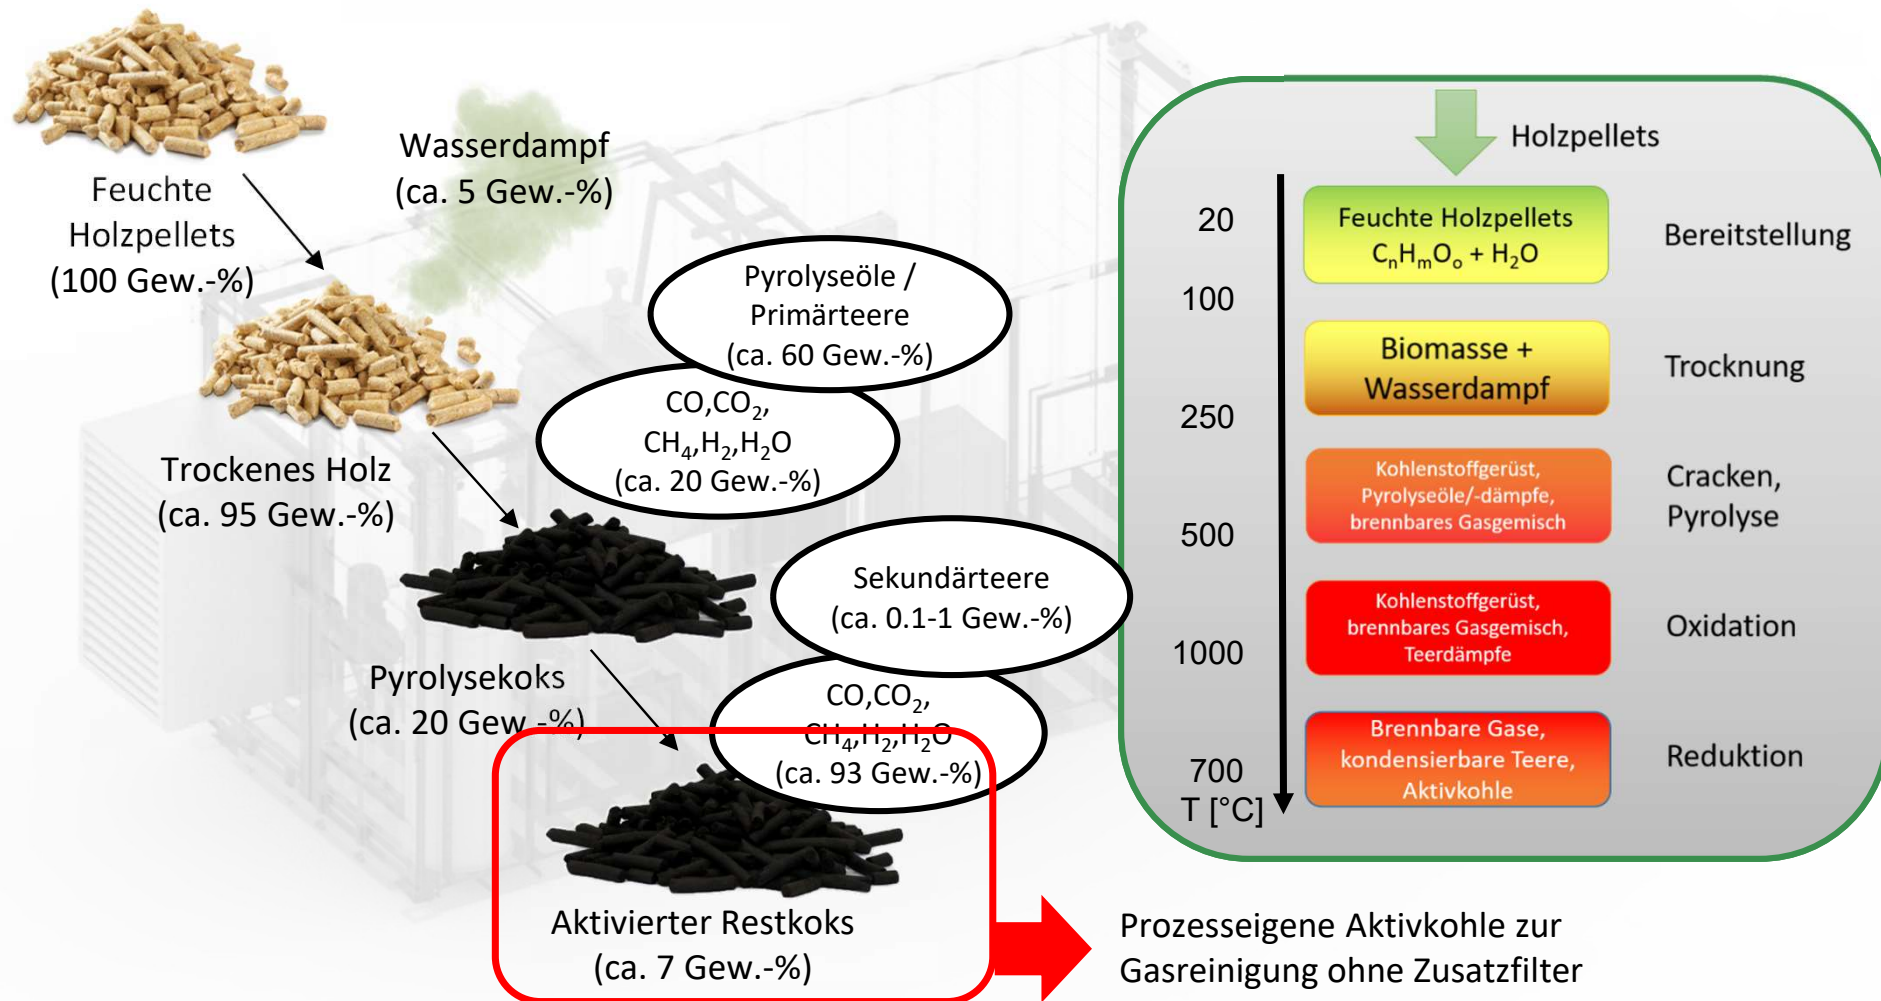 Feuchte
Holzpellets
(100 Gew.-%)
Wasserdampf
(ca. 5 Gew.-%)
Trockenes Holz
(ca. 95 Gew.-%)
Pyrolyseöle /
Primärteere
(ca. 60 Gew.-%)
CO,CO₂,
CH₄,H₂,H₂O
(ca. 20 Gew.-%)
Pyrolysekoks
(ca. 20 Gew.-%)
Sekundärteere
(ca. 0.1-1 Gew.-%)
CO,CO₂,
CH₄,H₂,H₂O
(ca. 93 Gew.-%)
Aktivierter Restkoks
(ca. 7 Gew.-%)
Prozesseigene Aktivkohle zur
Gasreinigung ohne Zusatzfilter
Holzpellets
20
Feuchte Holzpellets
CₙHₘOₒ + H₂O
Bereitstellung
100
Biomasse +
Wasserdampf
Trocknung
250
Kohlenstoffgerüst,
Pyrolyseöle/-dämpfe,
brennbares Gasgemisch
Cracken,
Pyrolyse
500
Kohlenstoffgerüst,
brennbares Gasgemisch,
Teerdämpfe
Oxidation
1000
Brennbare Gase,
kondensierbare Teere,
Aktivkohle
Reduktion
700
T [°C]